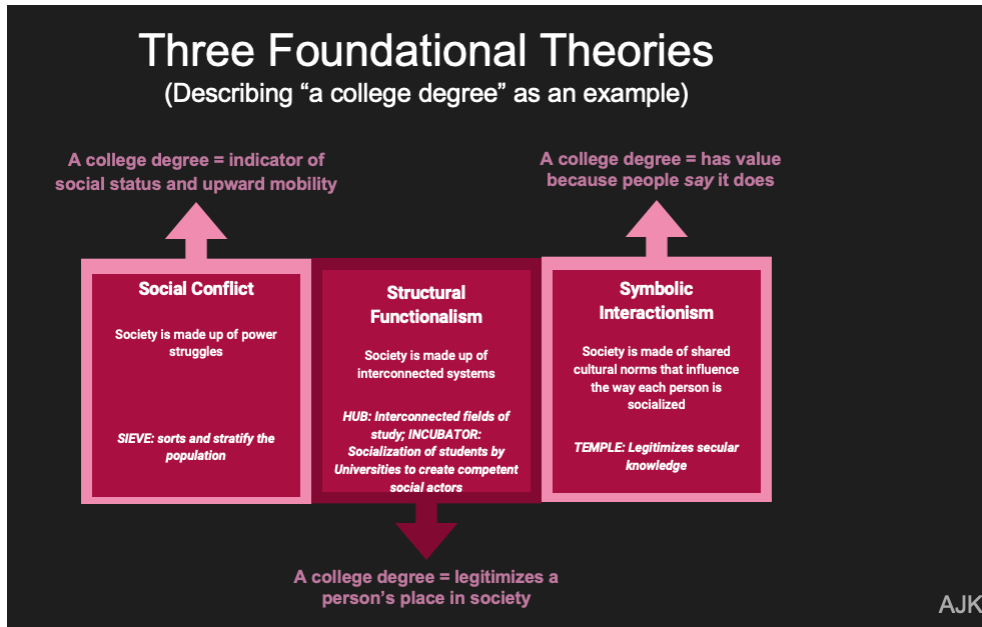 Three Foundational Theories
(Describing “a college degree” as an example)
A college degree = indicator of
social status and upward mobility
A college degree = has value
because people say it does
Social Conflict
Society is made up of power
struggles
SIEVE: sorts and stratify the
population
Structural
Functionalism
Society is made up of
interconnected systems
HUB: Interconnected fields of
study; INCUBATOR:
Socialization of students by
Universities to create competent
social actors
Symbolic
Interactionism
Society is made of shared
cultural norms that influence
the way each person is
socialized
TEMPLE: Legitimizes secular
knowledge
A college degree = legitimizes a
person’s place in society
AJK